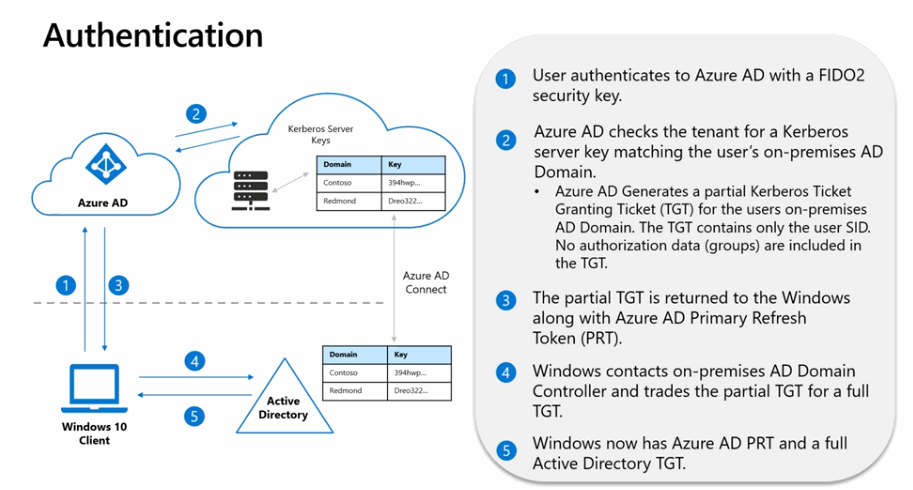 Authentication
2
Kerberos Server
Keys
Domain Key
Contoso 394hwp...
Redmond Dreo322...
Azure AD
1
3
Azure AD
Connect
4
5
Domain Key
Contoso 394hwp...
Redmond Dreo322...
Active
Directory
Windows 10
Client
1 User authenticates to Azure AD with a FIDO2
security key.
2 Azure AD checks the tenant for a Kerberos
server key matching the user's on-premises AD
Domain.
• Azure AD Generates a partial Kerberos Ticket
Granting Ticket (TGT) for the users on-premises
AD Domain. The TGT contains only the user SID.
No authorization data (groups) are included in
the TGT.
3 The partial TGT is returned to the Windows
along with Azure AD Primary Refresh
Token (PRT).
4 Windows contacts on-premises AD Domain
Controller and trades the partial TGT for a full
TGT.
5 Windows now has Azure AD PRT and a full
Active Directory TGT.